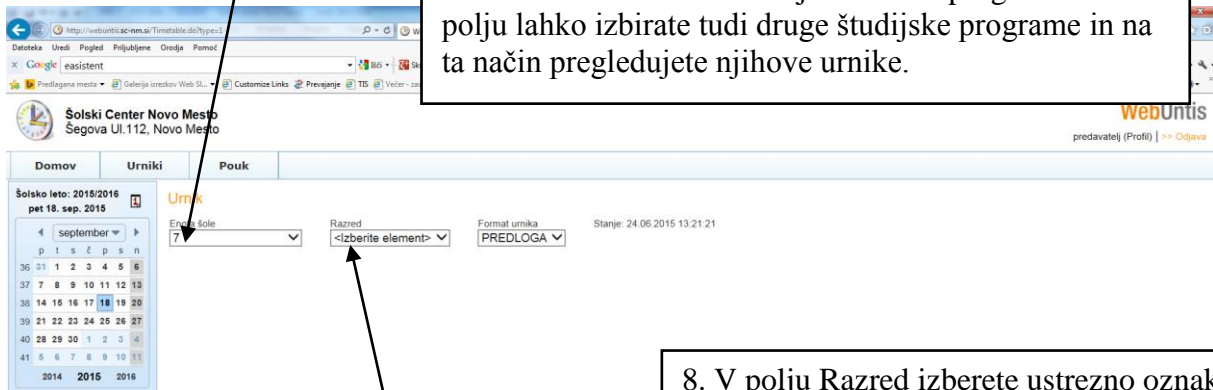 polju lahko izbirate tudi druge študijske programe in na
ta način pregledujete njihove urnike.
http://webuntis.sc-nm.si/Timetable.do?type=1
Datoteka Uredi Pogled Priljubljene Orodja Pomoč
x Google easistent
Predlagana mesta Galerija izrezkov Web Sl... Customize Links Prevajanje TIS Večer -
Šolski Center Novo Mesto
Šegova Ul.112, Novo Mesto
WebUntis
predavatelj (Profil) | >> Odjava
Domov Urniki Pouk
Šolsko leto: 2015/2016
pet 18. sep. 2015
september
p t s č p s n
36 31 1 2 3 4 5 6
37 7 8 9 10 11 12 13
38 14 15 16 17 18 19 20
39 21 22 23 24 25 26 27
40 28 29 30 1 2 3 4
41 5 6 7 8 9 10 11
2014 2015 2016
Urnik
Enota šole Razred Format urnika Stanje: 24.06.2015 13:21:21
7 <Izberite element> PREDLOGA
8. V polju Razred izberete ustrezno oznak